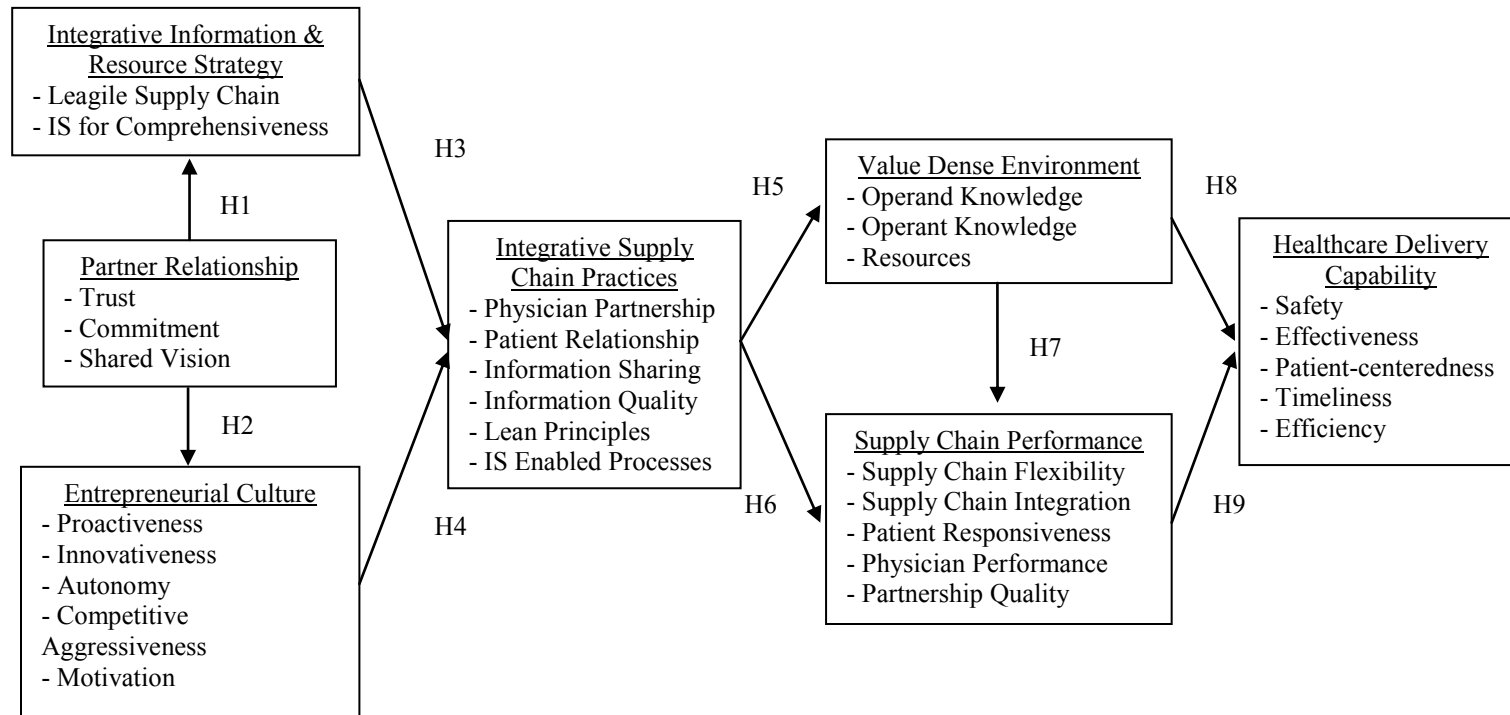 Integrative Information &
Resource Strategy
- Leagile Supply Chain
- IS for Comprehensiveness
H1
H3
Partner Relationship
- Trust
- Commitment
- Shared Vision
H2
Entrepreneurial Culture
- Proactiveness
- Innovativeness
- Autonomy
- Competitive
Aggressiveness
- Motivation
H4
Integrative Supply
Chain Practices
- Physician Partnership
- Patient Relationship
- Information Sharing
- Information Quality
- Lean Principles
- IS Enabled Processes
H5
H6
Value Dense Environment
- Operand Knowledge
- Operant Knowledge
- Resources
H7
Supply Chain Performance
- Supply Chain Flexibility
- Supply Chain Integration
- Patient Responsiveness
- Physician Performance
- Partnership Quality
H8
H9
Healthcare Delivery
Capability
- Safety
- Effectiveness
- Patient-centeredness
- Timeliness
- Efficiency